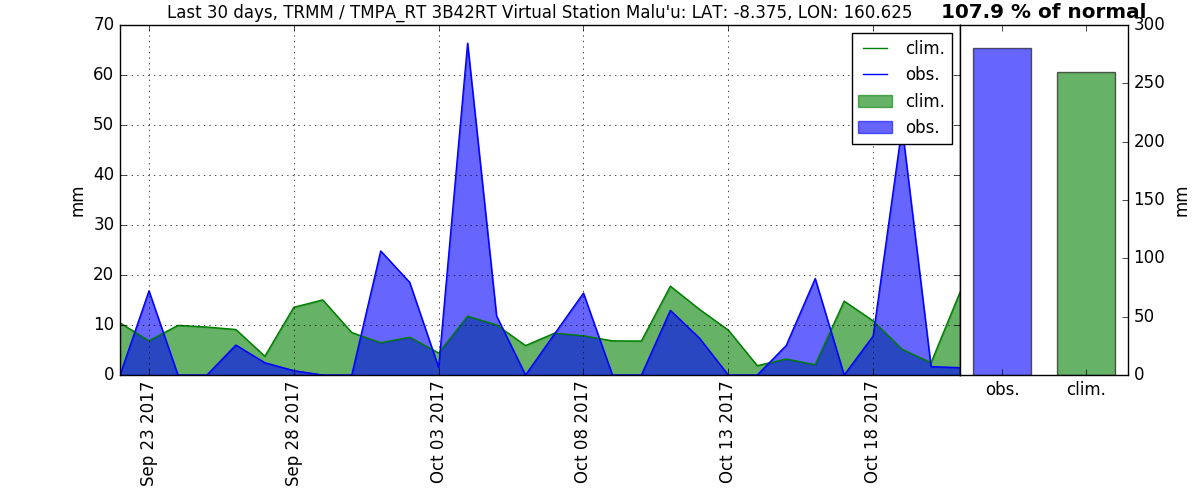 Last 30 days, TRMM / TMPA_RT 3B42RT Virtual Station Malu'u: LAT: -8.375, LON: 160.625
107.9 % of normal
70
60
50
40
30
20
10
0
mm
clim.
obs.
clim.
obs.
Sep 23 2017
Sep 28 2017
Oct 03 2017
Oct 08 2017
Oct 13 2017
Oct 18 2017
300
250
200
150
100
50
0
mm
obs.
clim.